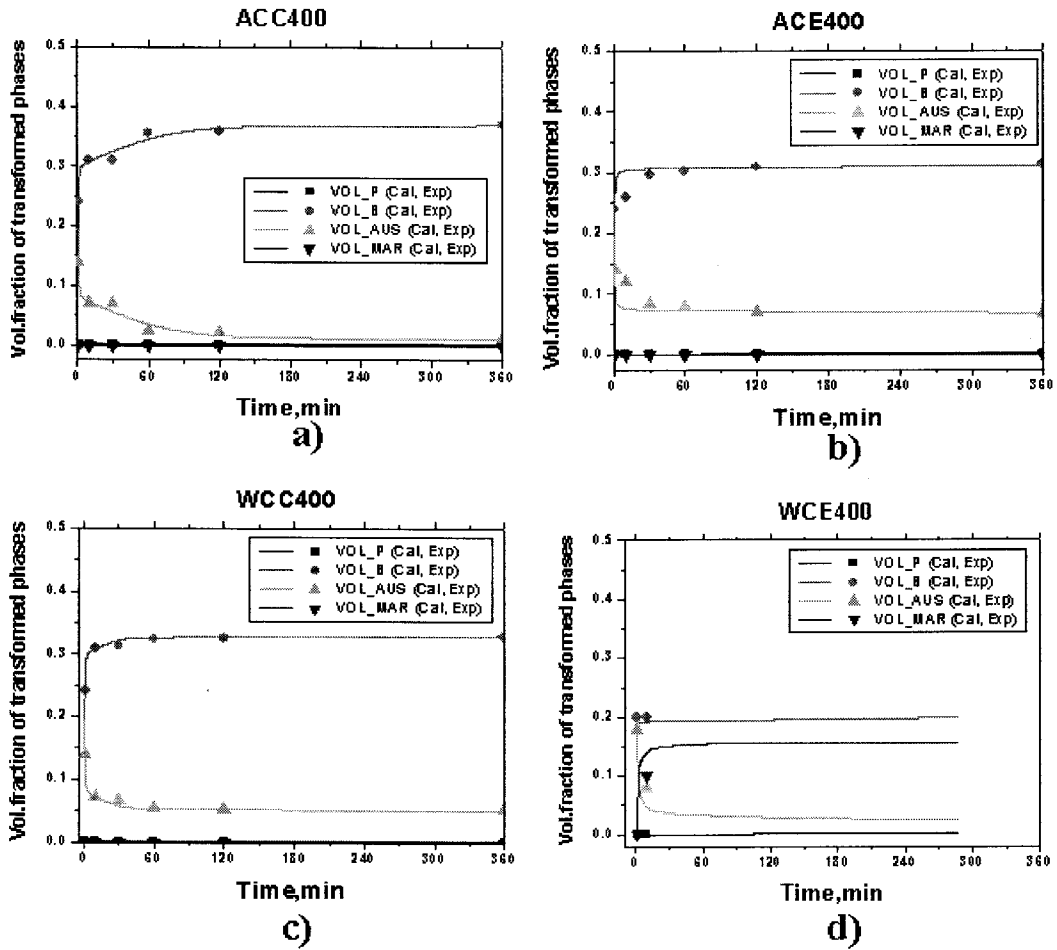 ACC400
Vol.fraction of transformed phases
0.5
0.4
0.3
0.2
0.1
0.0
VOL_P (Cal, Exp)
VOL_B (Cal, Exp)
VOL_AUS (Cal, Exp)
VOL_MAR (Cal, Exp)
0 60 120 180 240 300 360
Time,min
a)
ACE400
Vol.fraction of transformed phases
0.5
0.4
0.3
0.2
0.1
0.0
VOL_P (Cal, Exp)
VOL_B (Cal, Exp)
VOL_AUS (Cal, Exp)
VOL_MAR (Cal, Exp)
0 60 120 180 240 300 360
Time,min
b)
WCC400
Vol.fraction of transformed phases
0.5
0.4
0.3
0.2
0.1
0.0
VOL_P (Cal, Exp)
VOL_B (Cal, Exp)
VOL_AUS (Cal, Exp)
VOL_MAR (Cal, Exp)
0 60 120 180 240 300 360
Time,min
c)
WCE400
Vol.fraction of transformed phases
0.5
0.4
0.3
0.2
0.1
0.0
VOL_P (Cal, Exp)
VOL_B (Cal, Exp)
VOL_AUS (Cal, Exp)
VOL_MAR (Cal, Exp)
0 60 120 180 240 300 360
Time,min
d)